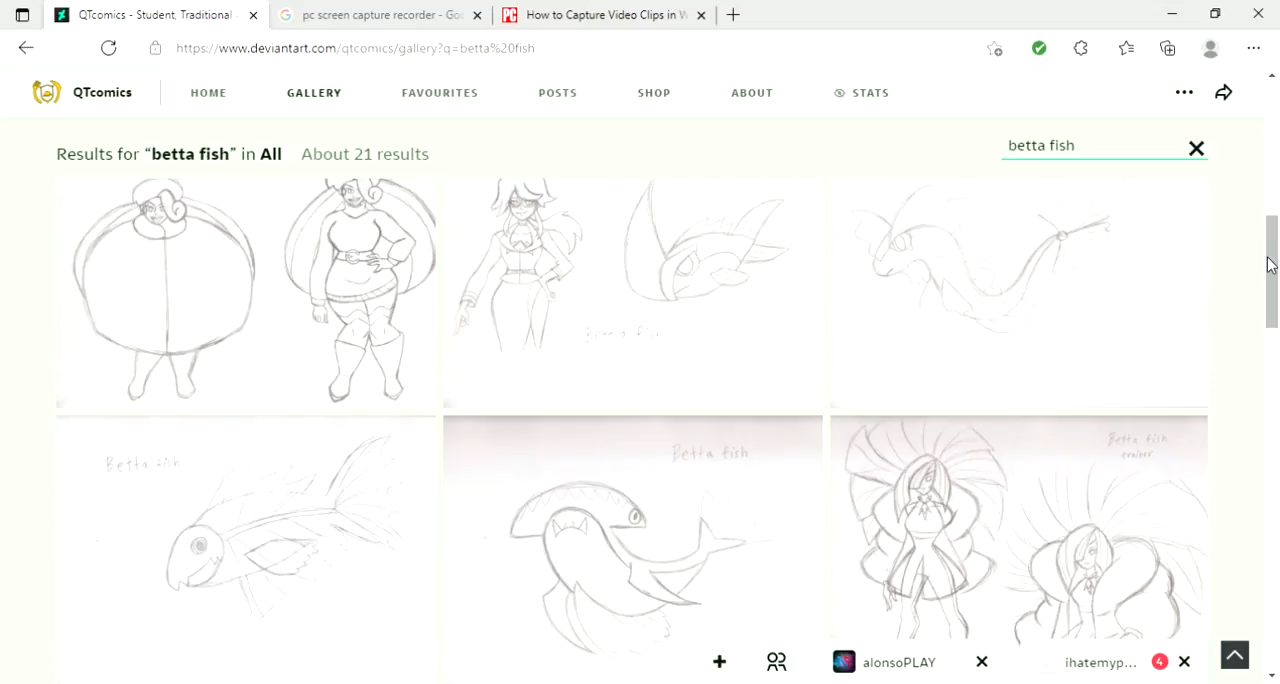 QTcomics - Student, Traditional
pc screen capture recorder - Goo
How to Capture Video Clips in W
https://www.deviantart.com/qtcomics/gallery?q=betta%20fish
QTcomics
HOME
GALLERY
FAVOURITES
POSTS
SHOP
ABOUT
STATS
Results for “betta fish” in All About 21 results
betta fish
Betta fish
Betta fish
Betta fish
trainer
alonsoPLAY
ihatemyp...
4